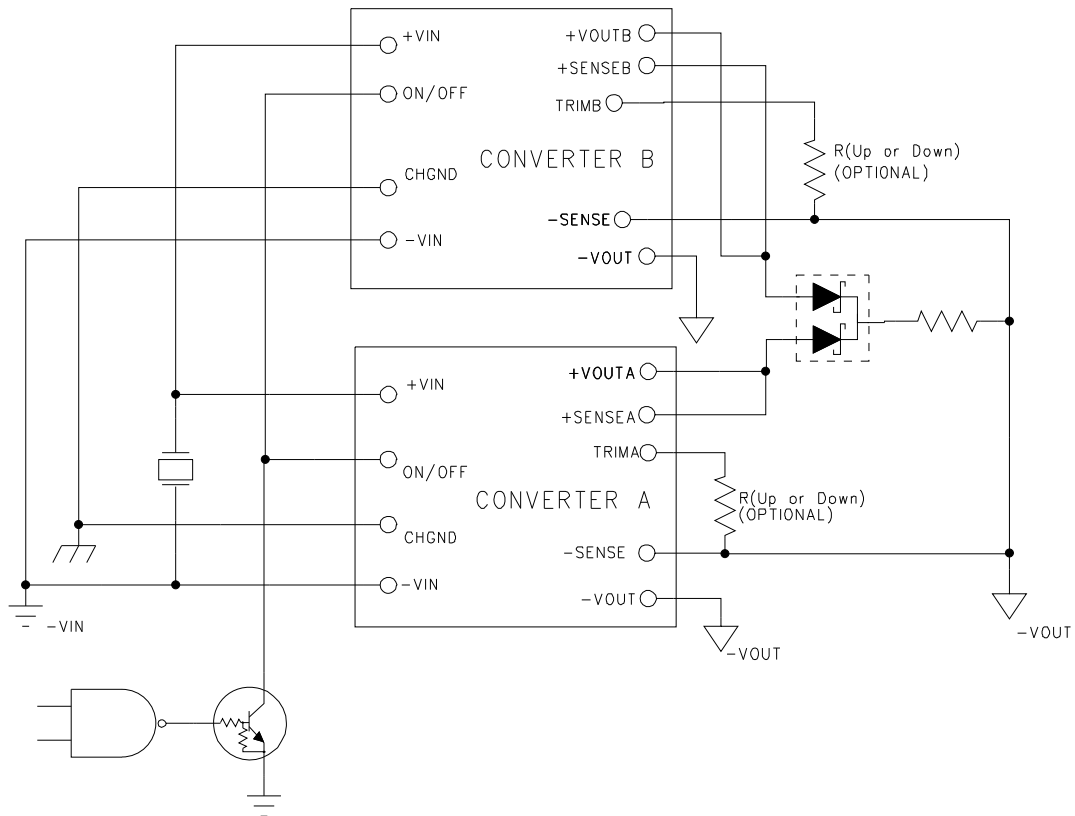 +VIN
ON/OFF
CHGND
-VIN
CONVERTER B
+VOUTB
+SENSEB
TRIMB
-SENSE
-VOUT
R(Up or Down)
(OPTIONAL)
+VIN
ON/OFF
CHGND
-VIN
CONVERTER A
+VOUTA
+SENSEA
TRIMA
-SENSE
-VOUT
R(Up or Down)
(OPTIONAL)
-VIN
-VOUT
-VOUT